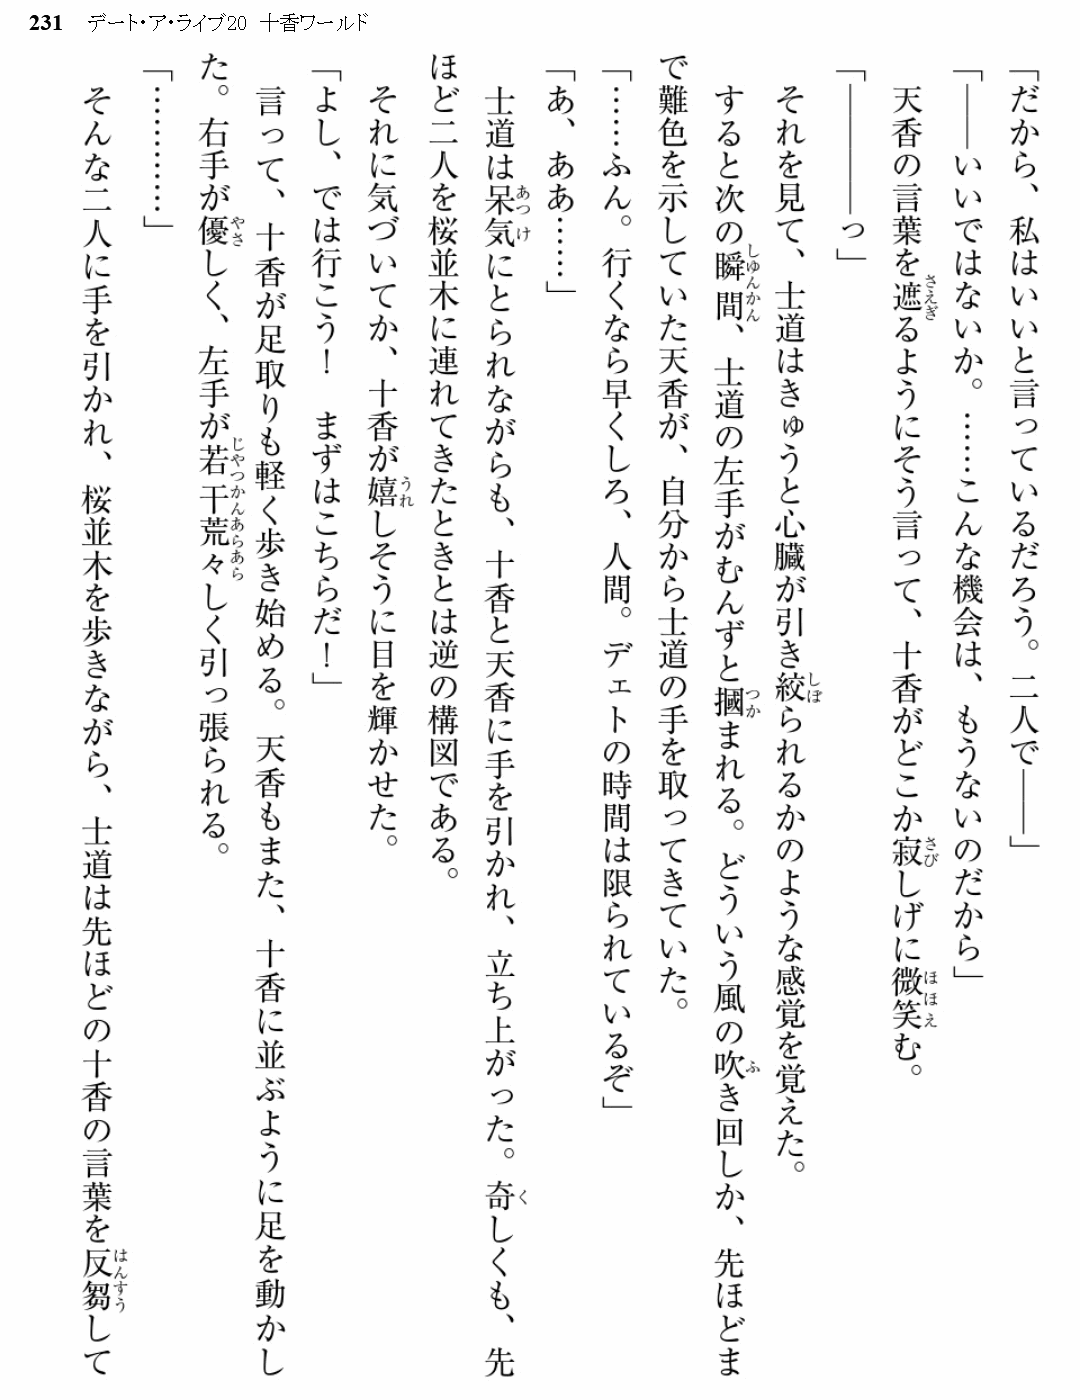 231 デート・ア・ライブ20 十香ワールド
「だから、私はいいと言っているだろう。二人で――」
「――いいではないか。……こんな機会は、もうないのだから」
天香の言葉を遮るようにそう言って、十香がどこか寂しげに微笑む。
「――――っ」
それを見て、士道はきゅうと心臓が引き絞られるかのような感覚を覚えた。
すると次の瞬間、士道の左手がむんずと摑まれる。どういう風の吹き回しか、先ほどま
で難色を示していた天香が、自分から士道の手を取ってきていた。
「……ふん。行くなら早くしろ、人間。デェトの時間は限られているぞ」
「あ、ああ……」
士道は呆気にとられながらも、十香と天香に手を引かれ、立ち上がった。奇しくも、先
ほど二人を桜並木に連れてきたときとは逆の構図である。
それに気づいてか、十香が嬉しそうに目を輝かせた。
「よし、では行こう！　まずはこちらだ！」
言って、十香が足取りも軽く歩き始める。天香もまた、十香に並ぶように足を動かし
た。右手が優しく、左手が若干荒々しく引っ張られる。
「…………」
そんな二人に手を引かれ、桜並木を歩きながら、士道は先ほどの十香の言葉を反芻して